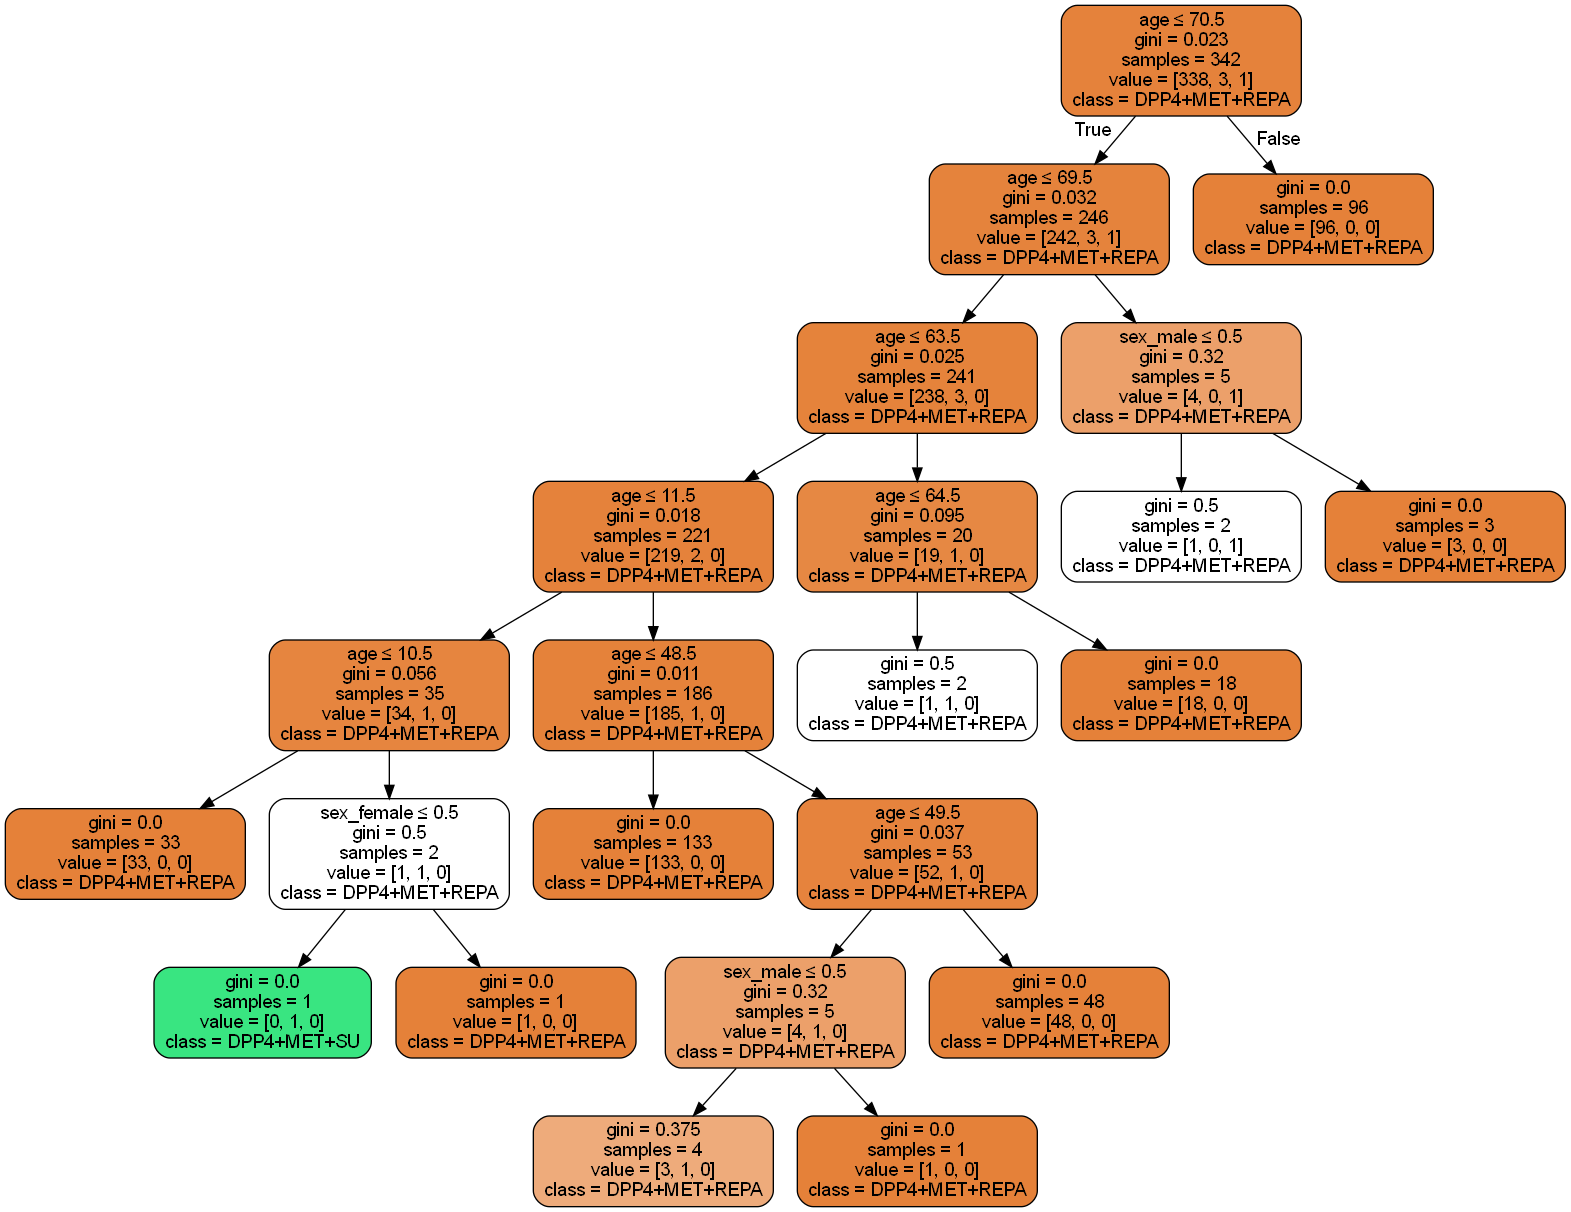 age ≤ 70.5
gini = 0.023
samples = 342
value = [338, 3, 1]
class = DPP4+MET+REPA
True
False
age ≤ 69.5
gini = 0.032
samples = 246
value = [242, 3, 1]
class = DPP4+MET+REPA
gini = 0.0
samples = 96
value = [96, 0, 0]
class = DPP4+MET+REPA
age ≤ 63.5
gini = 0.025
samples = 241
value = [238, 3, 0]
class = DPP4+MET+REPA
sex_male ≤ 0.5
gini = 0.32
samples = 5
value = [4, 0, 1]
class = DPP4+MET+REPA
age ≤ 11.5
gini = 0.018
samples = 221
value = [219, 2, 0]
class = DPP4+MET+REPA
age ≤ 64.5
gini = 0.095
samples = 20
value = [19, 1, 0]
class = DPP4+MET+REPA
gini = 0.5
samples = 2
value = [1, 0, 1]
class = DPP4+MET+REPA
gini = 0.0
samples = 3
value = [3, 0, 0]
class = DPP4+MET+REPA
age ≤ 10.5
gini = 0.056
samples = 35
value = [34, 1, 0]
class = DPP4+MET+REPA
age ≤ 48.5
gini = 0.011
samples = 186
value = [185, 1, 0]
class = DPP4+MET+REPA
gini = 0.5
samples = 2
value = [1, 1, 0]
class = DPP4+MET+REPA
gini = 0.0
samples = 18
value = [18, 0, 0]
class = DPP4+MET+REPA
gini = 0.0
samples = 33
value = [33, 0, 0]
class = DPP4+MET+REPA
sex_female ≤ 0.5
gini = 0.5
samples = 2
value = [1, 1, 0]
class = DPP4+MET+REPA
gini = 0.0
samples = 133
value = [133, 0, 0]
class = DPP4+MET+REPA
age ≤ 49.5
gini = 0.037
samples = 53
value = [52, 1, 0]
class = DPP4+MET+REPA
gini = 0.0
samples = 1
value = [0, 1, 0]
class = DPP4+MET+SU
gini = 0.0
samples = 1
value = [1, 0, 0]
class = DPP4+MET+REPA
sex_male ≤ 0.5
gini = 0.32
samples = 5
value = [4, 1, 0]
class = DPP4+MET+REPA
gini = 0.0
samples = 48
value = [48, 0, 0]
class = DPP4+MET+REPA
gini = 0.375
samples = 4
value = [3, 1, 0]
class = DPP4+MET+REPA
gini = 0.0
samples = 1
value = [1, 0, 0]
class = DPP4+MET+REPA